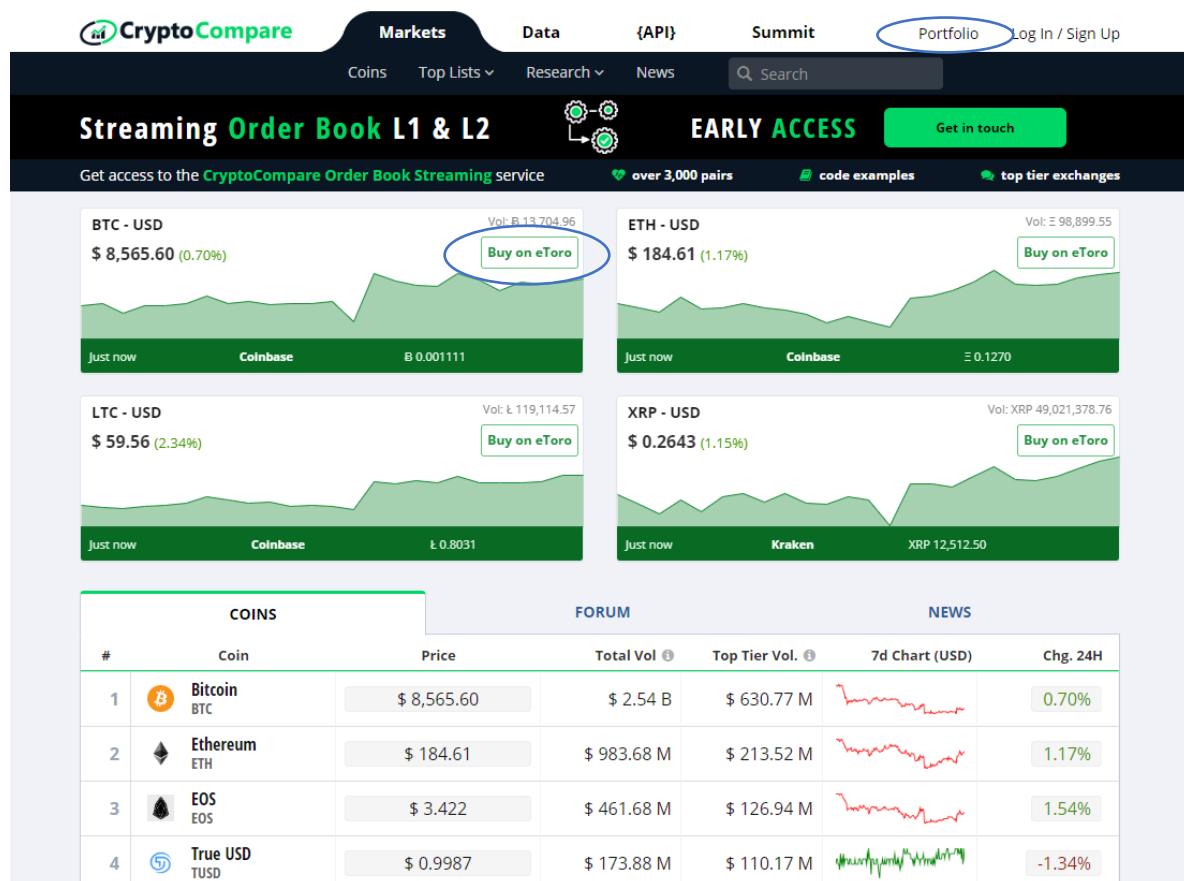 CryptoCompare Markets Data {API} Summit Portfolio Log In / Sign Up
Coins Top Lists Research News Search
Streaming Order Book L1 & L2 EARLY ACCESS Get in touch
Get access to the CryptoCompare Order Book Streaming service over 3,000 pairs code examples top tier exchanges
BTC - USD Vol: Ƀ 13,704.96
$ 8,565.60 (0.70%) Buy on eToro
Just now Coinbase Ƀ 0.001111
ETH - USD Vol: Ξ 98,899.55
$ 184.61 (1.17%) Buy on eToro
Just now Coinbase Ξ 0.1270
LTC - USD Vol: Ł 119,114.57
$ 59.56 (2.34%) Buy on eToro
Just now Coinbase Ł 0.8031
XRP - USD Vol: XRP 49,021,378.76
$ 0.2643 (1.15%) Buy on eToro
Just now Kraken XRP 12,512.50
COINS FORUM NEWS
# Coin Price Total Vol Top Tier Vol. 7d Chart (USD) Chg. 24H
1 Bitcoin BTC $ 8,565.60 $ 2.54 B $ 630.77 M 0.70%
2 Ethereum ETH $ 184.61 $ 983.68 M $ 213.52 M 1.17%
3 EOS EOS $ 3.422 $ 461.68 M $ 126.94 M 1.54%
4 True USD TUSD $ 0.9987 $ 173.88 M $ 110.17 M -1.34%